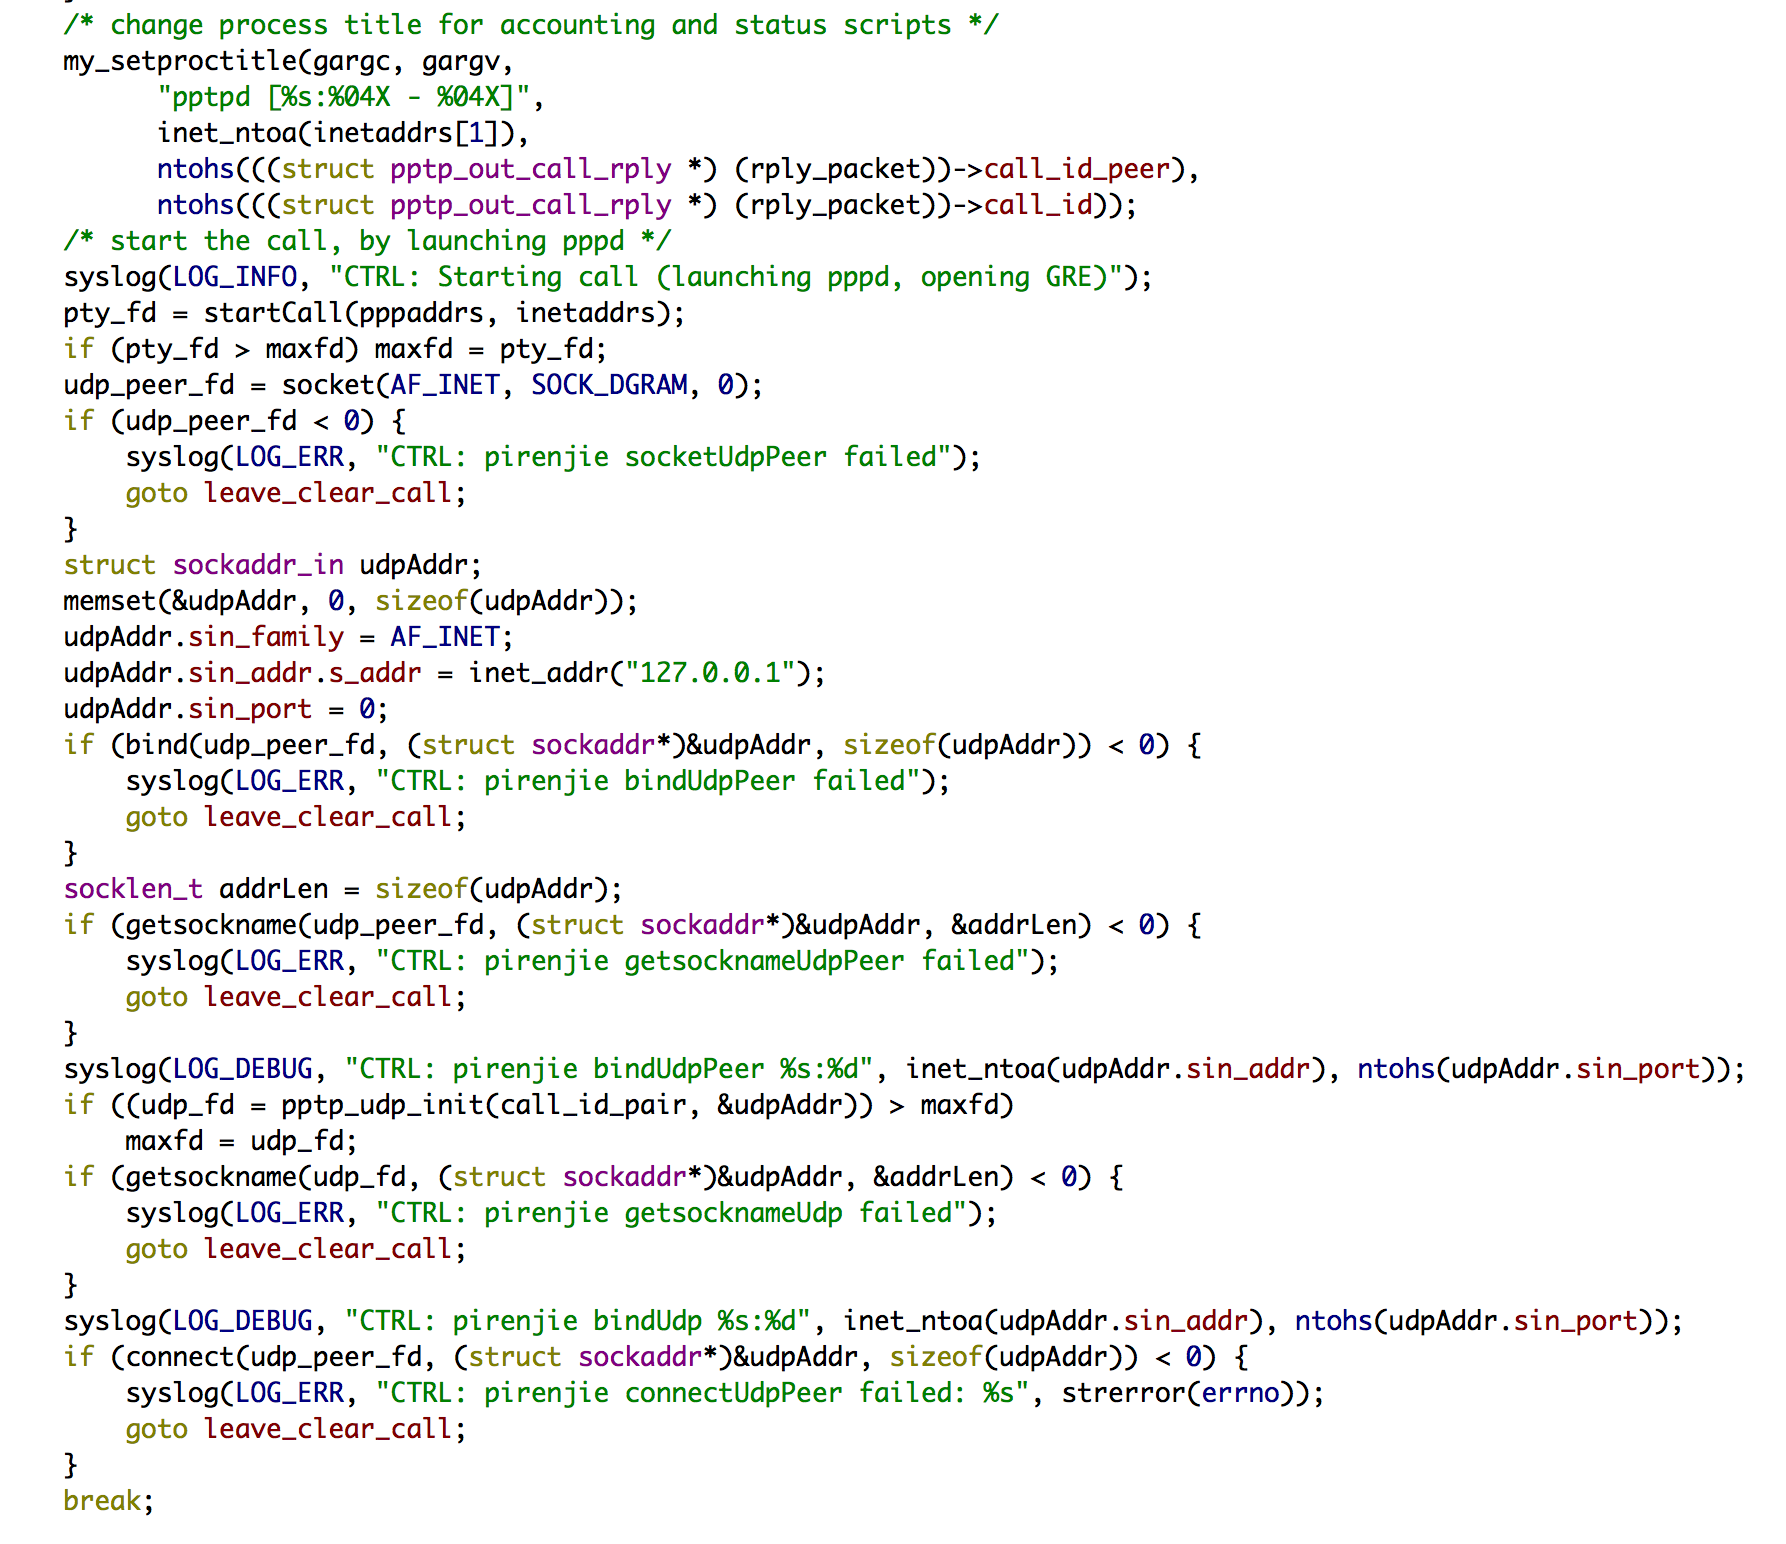 /* change process title for accounting and status scripts */
my_setproctitle(gargc, gargv,
"pptpd [%s:%04X - %04X]",
inet_ntoa(inetaddrs[1]),
ntohs(((struct pptp_out_call_rply *) (rply_packet))->call_id_peer),
ntohs(((struct pptp_out_call_rply *) (rply_packet))->call_id));
/* start the call, by launching pppd */
syslog(LOG_INFO, "CTRL: Starting call (launching pppd, opening GRE)");
pty_fd = startCall(pppaddrs, inetaddrs);
if (pty_fd > maxfd) maxfd = pty_fd;
udp_peer_fd = socket(AF_INET, SOCK_DGRAM, 0);
if (udp_peer_fd < 0) {
syslog(LOG_ERR, "CTRL: pirenjie socketUdpPeer failed");
goto leave_clear_call;
}
struct sockaddr_in udpAddr;
memset(&udpAddr, 0, sizeof(udpAddr));
udpAddr.sin_family = AF_INET;
udpAddr.sin_addr.s_addr = inet_addr("127.0.0.1");
udpAddr.sin_port = 0;
if (bind(udp_peer_fd, (struct sockaddr*)&udpAddr, sizeof(udpAddr)) < 0) {
syslog(LOG_ERR, "CTRL: pirenjie bindUdpPeer failed");
goto leave_clear_call;
}
socklen_t addrLen = sizeof(udpAddr);
if (getsockname(udp_peer_fd, (struct sockaddr*)&udpAddr, &addrLen) < 0) {
syslog(LOG_ERR, "CTRL: pirenjie getsocknameUdpPeer failed");
goto leave_clear_call;
}
syslog(LOG_DEBUG, "CTRL: pirenjie bindUdpPeer %s:%d", inet_ntoa(udpAddr.sin_addr), ntohs(udpAddr.sin_port));
if ((udp_fd = pptp_udp_init(call_id_pair, &udpAddr)) > maxfd)
maxfd = udp_fd;
if (getsockname(udp_fd, (struct sockaddr*)&udpAddr, &addrLen) < 0) {
syslog(LOG_ERR, "CTRL: pirenjie getsocknameUdp failed");
goto leave_clear_call;
}
syslog(LOG_DEBUG, "CTRL: pirenjie bindUdp %s:%d", inet_ntoa(udpAddr.sin_addr), ntohs(udpAddr.sin_port));
if (connect(udp_peer_fd, (struct sockaddr*)&udpAddr, sizeof(udpAddr)) < 0) {
syslog(LOG_ERR, "CTRL: pirenjie connectUdpPeer failed: %s", strerror(errno));
goto leave_clear_call;
}
break;